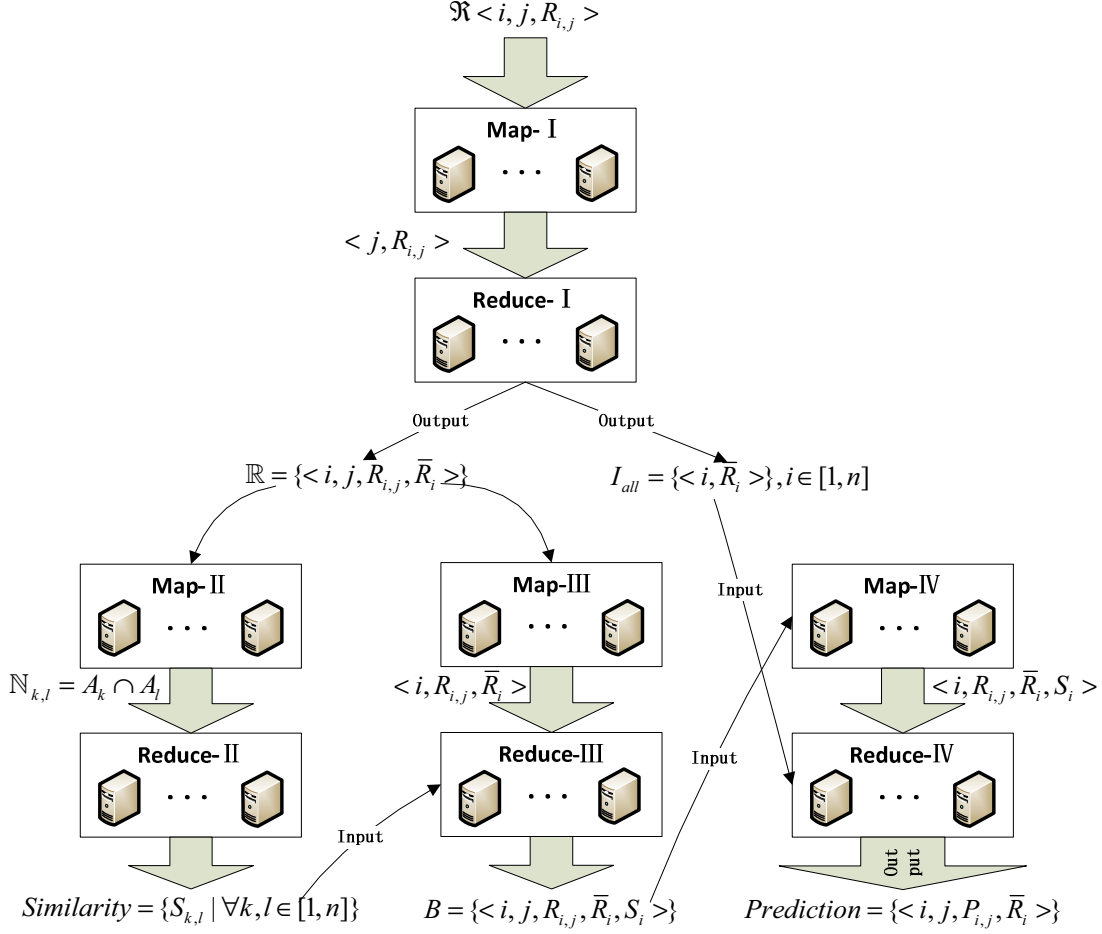 ℜ < i, j, R_{i,j} >
Map- Ⅰ
· · ·
< j, R_{i,j} >
Reduce- Ⅰ
· · ·
Output
Output
ℝ = {< i, j, R_{i,j}, R̅_i >}
I_{all} = {< i, R̅_i >}, i ∈ [1, n]
Map-Ⅱ
· · ·
Map-Ⅲ
· · ·
Map-Ⅳ
· · ·
Input
ℕ_{k,l} = A_k ∩ A_l
< i, R_{i,j}, R̅_i >
< i, R_{i,j}, R̅_i, S_i >
Reduce-Ⅱ
· · ·
Reduce-Ⅲ
· · ·
Reduce-Ⅳ
· · ·
Input
Input
Out
put
Similarity = {S_{k,l} | ∀k, l ∈ [1, n]}
B = {< i, j, R_{i,j}, R̅_i, S_i >}
Prediction = {< i, j, P_{i,j}, R̅_i >}